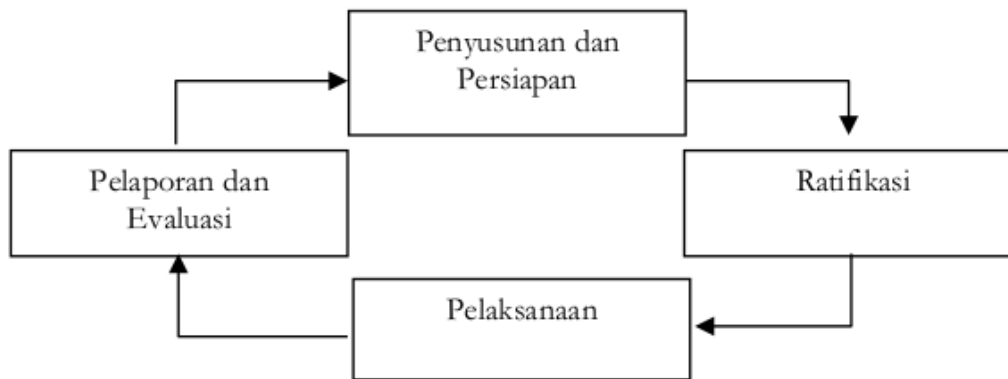 Penyusunan dan
Persiapan
Ratifikasi
Pelaksanaan
Pelaporan dan
Evaluasi